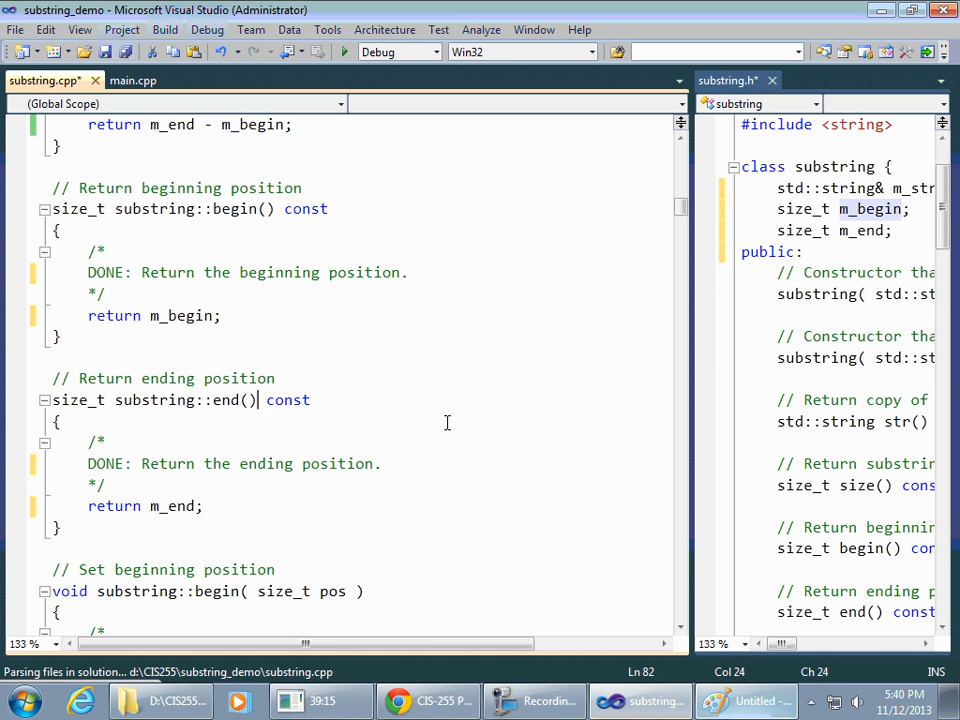 substring_demo - Microsoft Visual Studio (Administrator)
File Edit View Project Build Debug Team Data Tools Architecture Test Analyze Window Help
Debug Win32
substring.cpp* main.cpp
(Global Scope)
return m_end - m_begin;
}
// Return beginning position
size_t substring::begin() const
{
/*
DONE: Return the beginning position.
*/
return m_begin;
}
// Return ending position
size_t substring::end() const
{
/*
DONE: Return the ending position.
*/
return m_end;
}
// Set beginning position
void substring::begin( size_t pos )
{
/*
133 %
substring.h*
substring
#include <string>
class substring {
std::string& m_str
size_t m_begin;
size_t m_end;
public:
// Constructor tha
substring( std::st
// Constructor tha
substring( std::st
// Return copy of
std::string str()
// Return substrin
size_t size() cons
// Return beginnin
size_t begin() con
// Return ending p
size_t end() const
133 %
Parsing files in solution... d:\CIS255\substring_demo\substring.cpp Ln 82 Col 24 Ch 24 INS
D:\CIS255... 39:15 CIS-255 P... Recordin... substring... Untitled -... 5:40 PM
11/12/2013